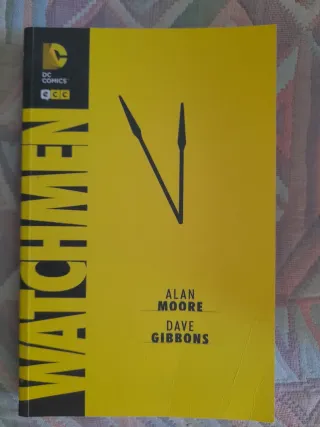 DC COMICS
ECC
WATCHMEN
ALAN
MOORE
DAVE
GIBBONS